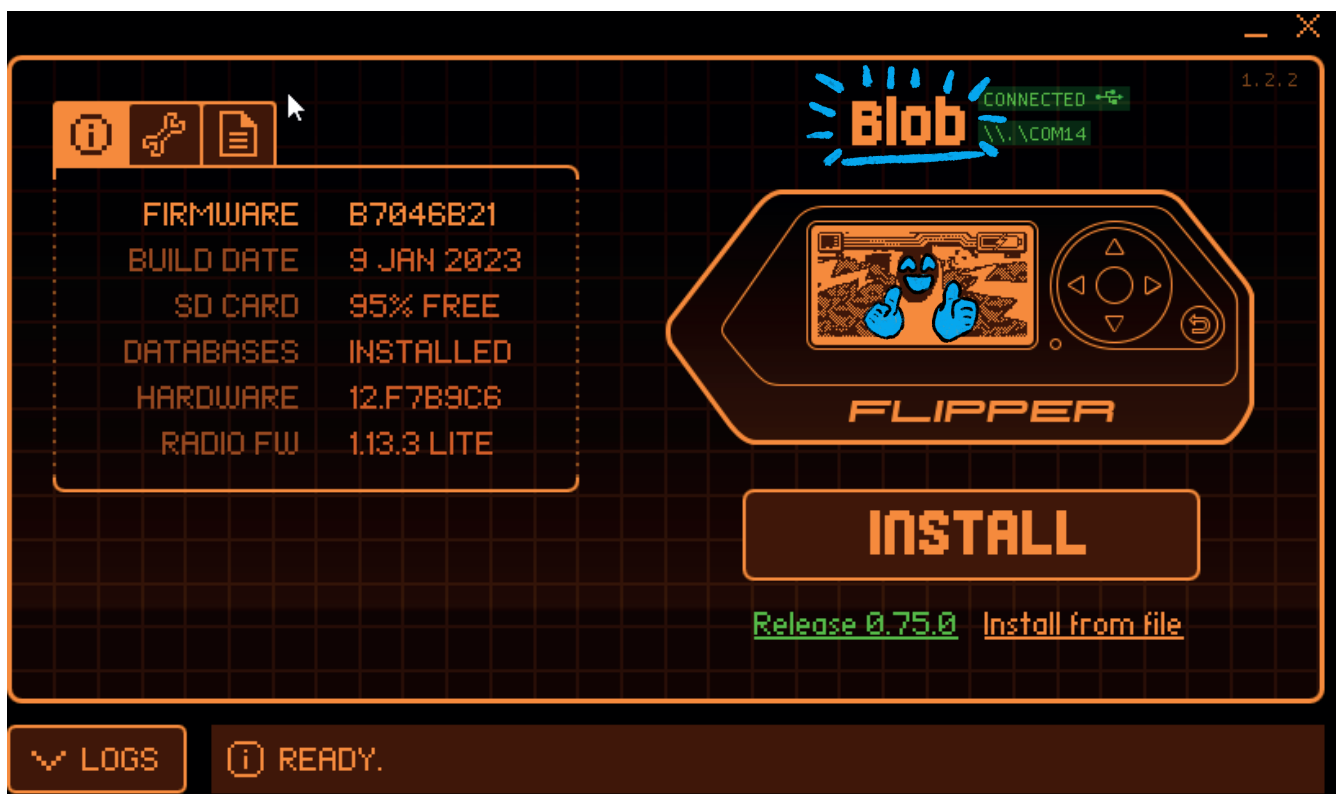 1.2.2
Blob
CONNECTED
\\.\COM14
FIRMWARE B7046B21
BUILD DATE 9 JAN 2023
SD CARD 95% FREE
DATABASES INSTALLED
HARDWARE 12.F7B9C6
RADIO FW 1.13.3 LITE
FLIPPER
INSTALL
Release 0.75.0 Install from file
LOGS
READY.